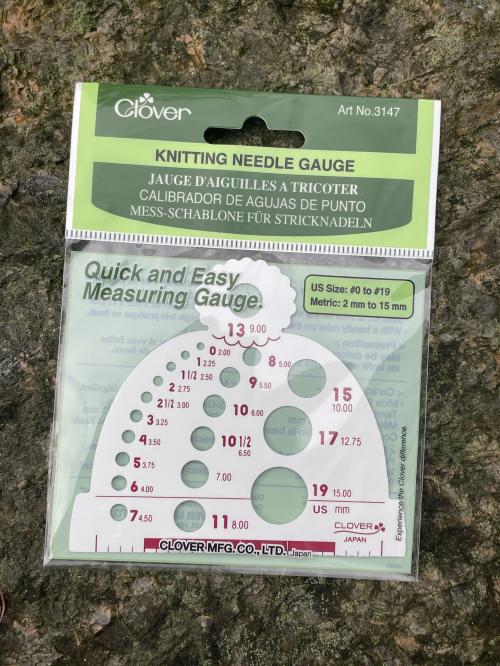 Clover
Art No.3147
KNITTING NEEDLE GAUGE
JAUGE D'AIGUILLES A TRICOTER
CALIBRADOR DE AGUJAS DE PUNTO
MESS-SCHABLONE FÜR STRICKNADELN
Quick and Easy
Measuring Gauge.
US Size: #0 to #19
Metric: 2 mm to 15 mm
13 9.00
0 2.00
1 2.25
1 1/2 2.50
2 2.75
2 1/2 3.00
3 3.25
4 3.50
5 3.75
6 4.00
7 4.50
8 5.00
9 5.50
10 6.00
10 1/2 6.50
7.00
11 8.00
15 10.00
17 12.75
19 15.00
US mm
CLOVER
JAPAN
CLOVER MFG.CO., LTD. Japan
Experience the Clover difference.